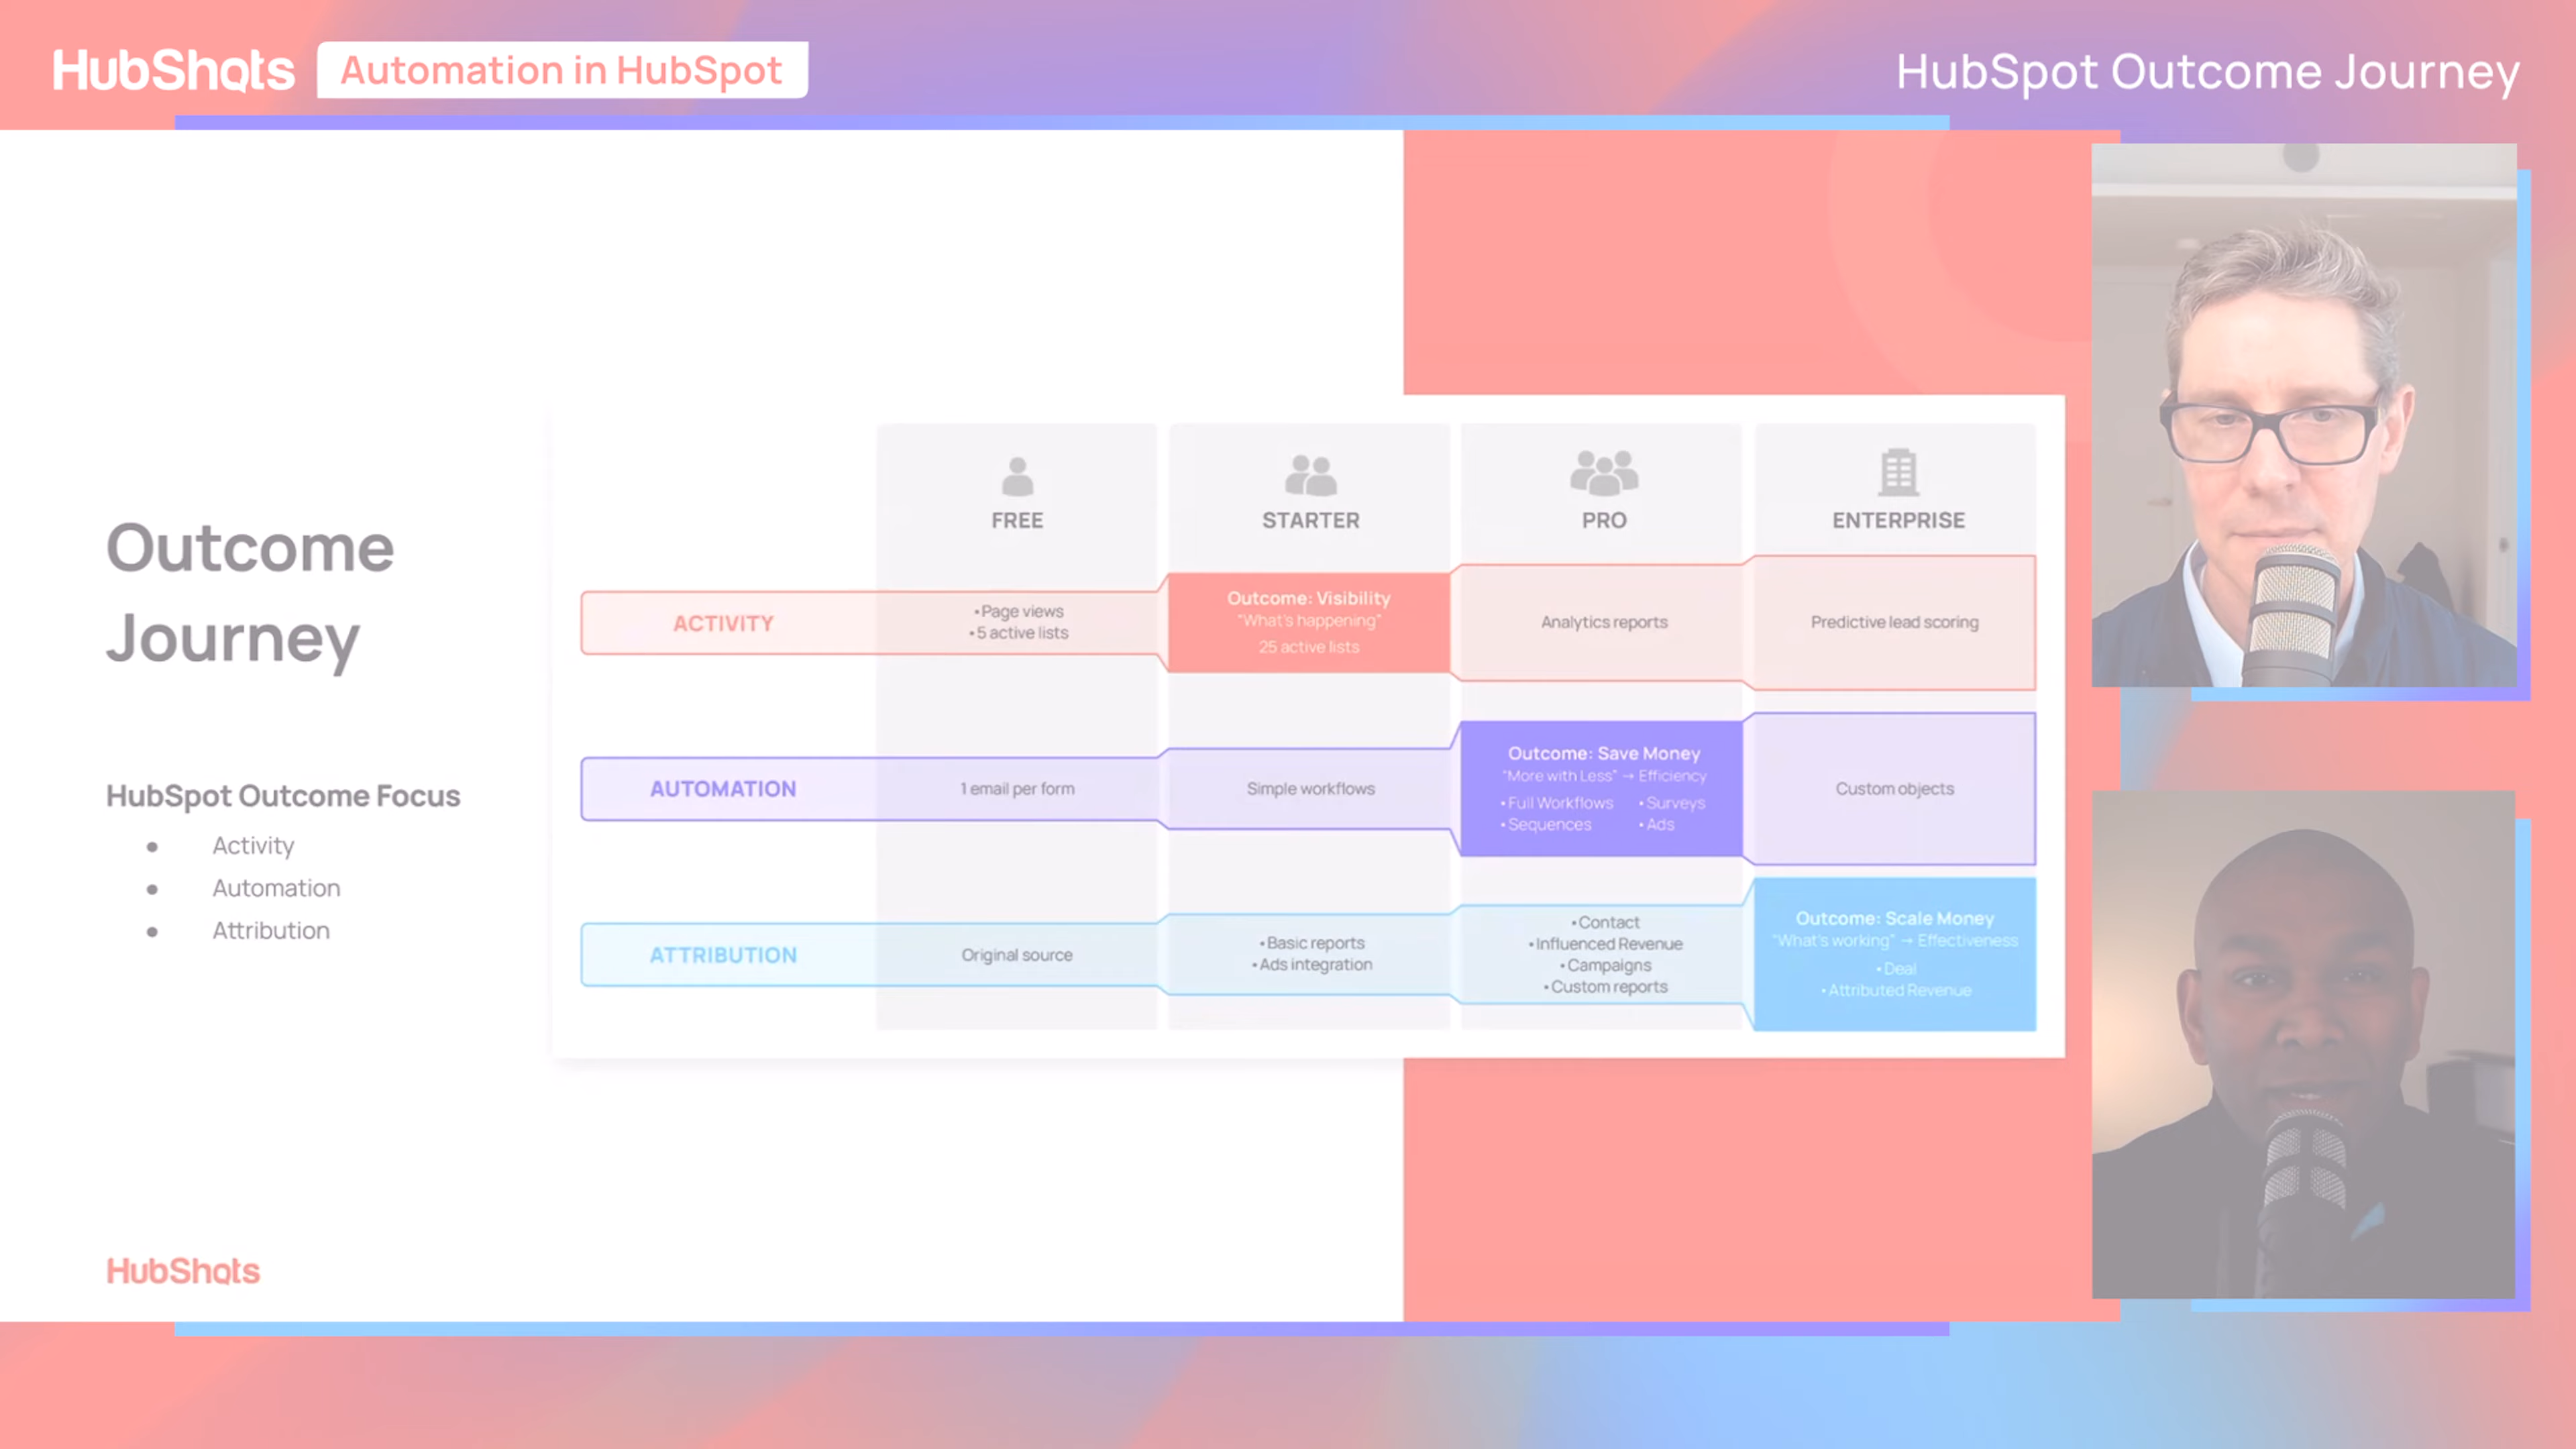 HubShots
Automation in HubSpot
HubSpot Outcome Journey
Outcome
Journey
HubSpot Outcome Focus
● Activity
● Automation
● Attribution
FREE
STARTER
PRO
ENTERPRISE
ACTIVITY
•Page views
•5 active lists
Outcome: Visibility
"What's happening"
25 active lists
Analytics reports
Predictive lead scoring
AUTOMATION
1 email per form
Simple workflows
Outcome: Save Money
"More with Less" → Efficiency
•Full Workflows
•Sequences
•Surveys
•Ads
Custom objects
ATTRIBUTION
Original source
•Basic reports
•Ads integration
•Contact
•Influenced Revenue
•Campaigns
•Custom reports
Outcome: Scale Money
"What's working" → Effectiveness
•Deal
•Attributed Revenue
HubShots